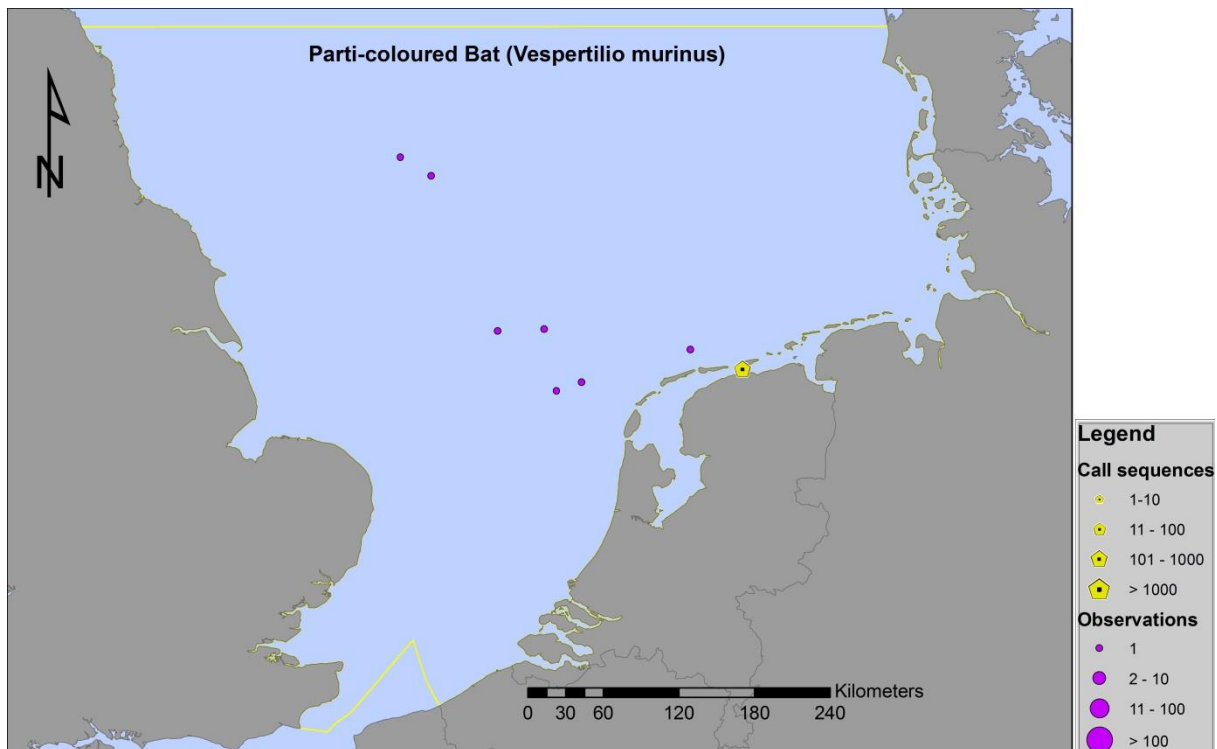 Parti-coloured Bat (Vespertilio murinus)
N
Kilometers
0 30 60 120 180 240
Legend
Call sequences
1-10
11 - 100
101 - 1000
> 1000
Observations
1
2 - 10
11 - 100
> 100